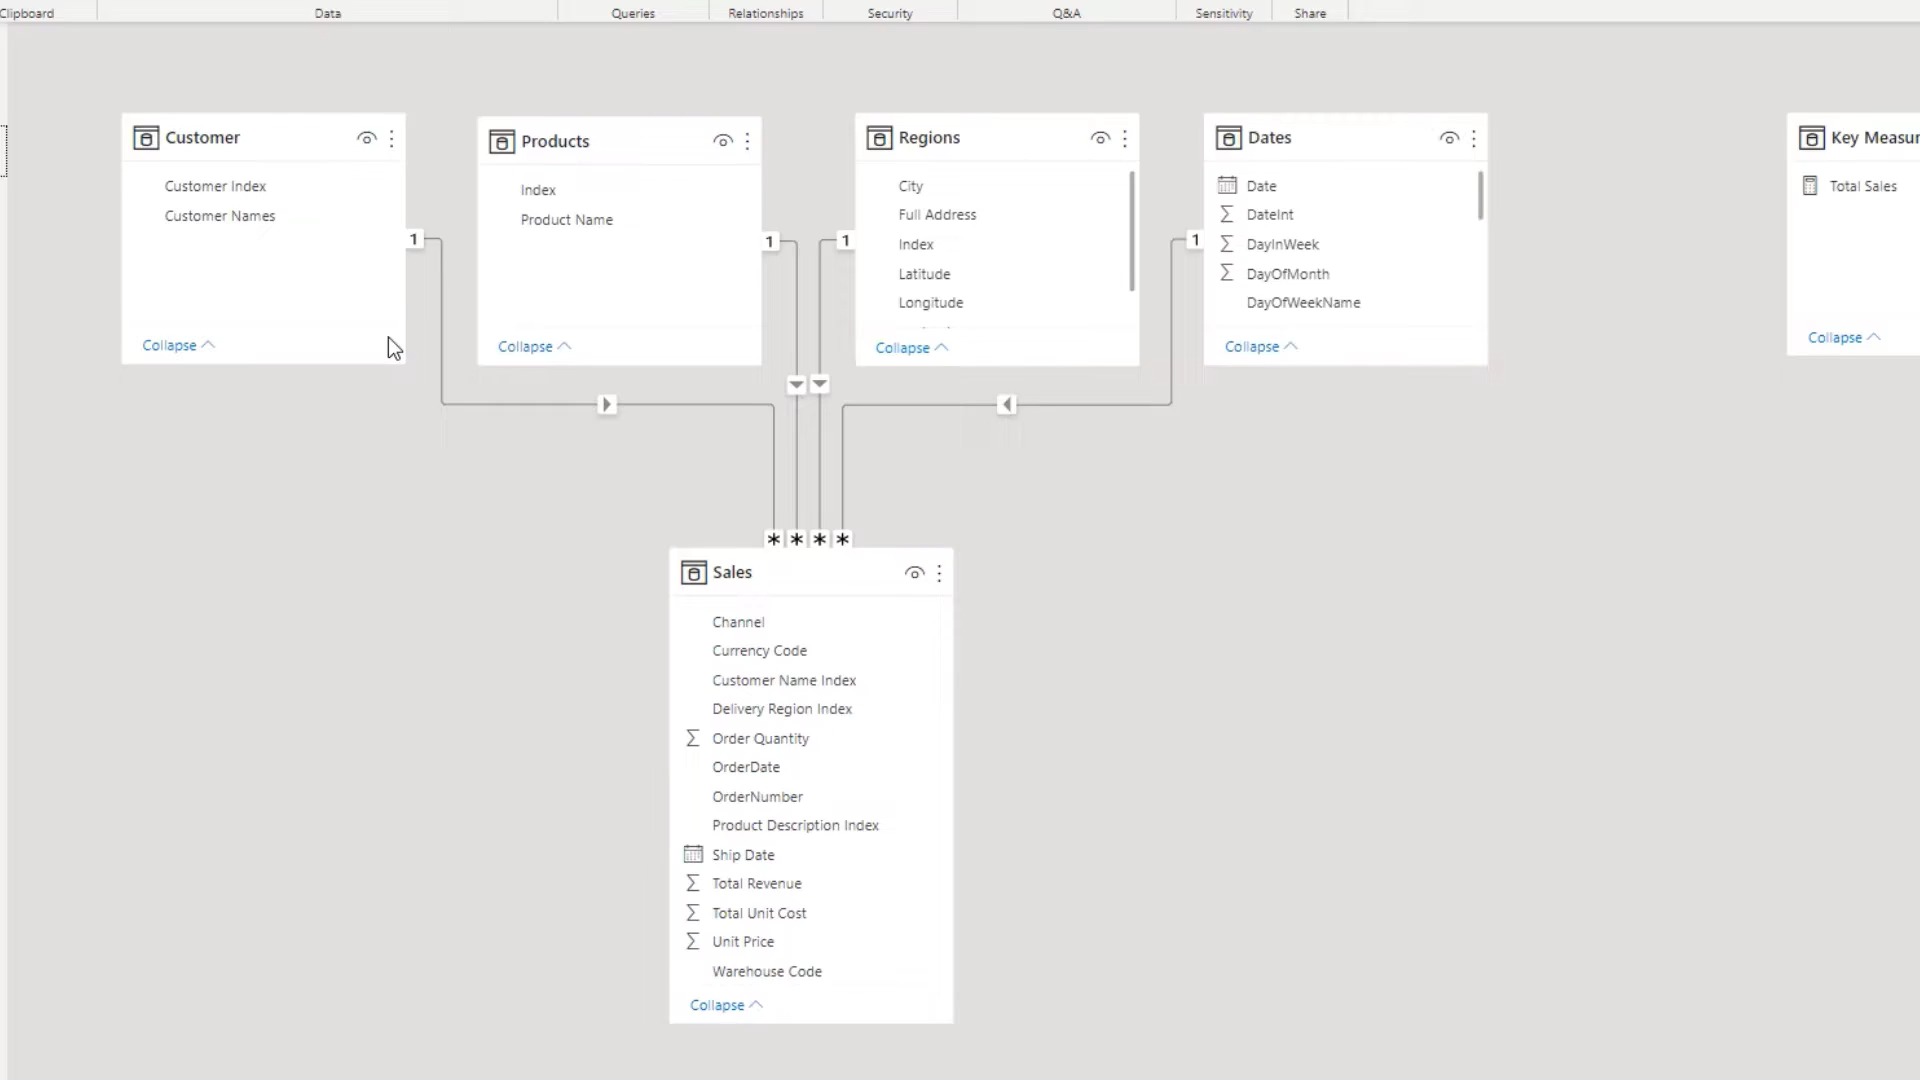 Clipboard
Data
Queries
Relationships
Security
Q&A
Sensitivity
Share
Customer
Customer Index
Customer Names
Collapse
Products
Index
Product Name
Collapse
Regions
City
Full Address
Index
Latitude
Longitude
Collapse
Dates
Date
DateInt
DayInWeek
DayOfMonth
DayOfWeekName
Collapse
Key Measur
Total Sales
Collapse
1
1
1
1
* * * *
Sales
Channel
Currency Code
Customer Name Index
Delivery Region Index
Order Quantity
OrderDate
OrderNumber
Product Description Index
Ship Date
Total Revenue
Total Unit Cost
Unit Price
Warehouse Code
Collapse